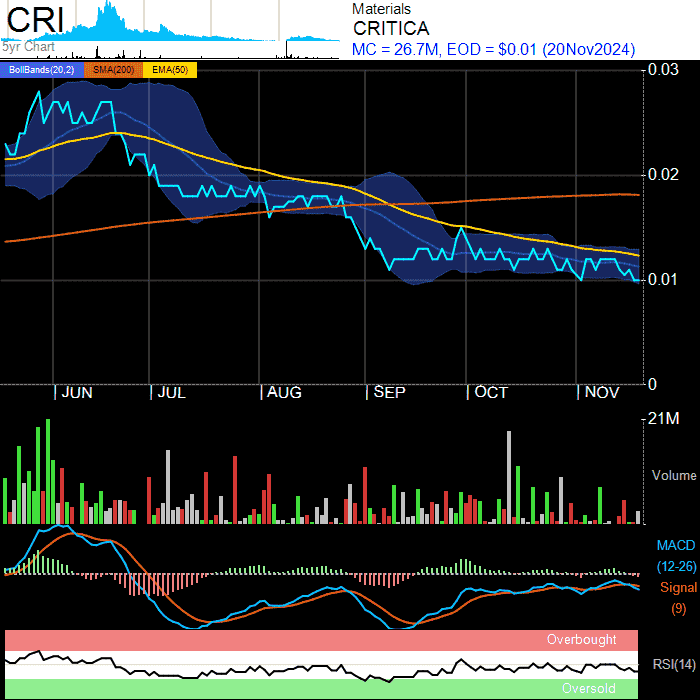 CRI
5yr Chart
Materials
CRITICA
MC = 26.7M, EOD = $0.01 (20Nov2024)
BollBands(20,2) SMA(200) EMA(50)
0.03
0.02
0.01
0
JUN JUL AUG SEP OCT NOV
21M
Volume
MACD
(12-26)
Signal
(9)
Overbought
RSI(14)
Oversold